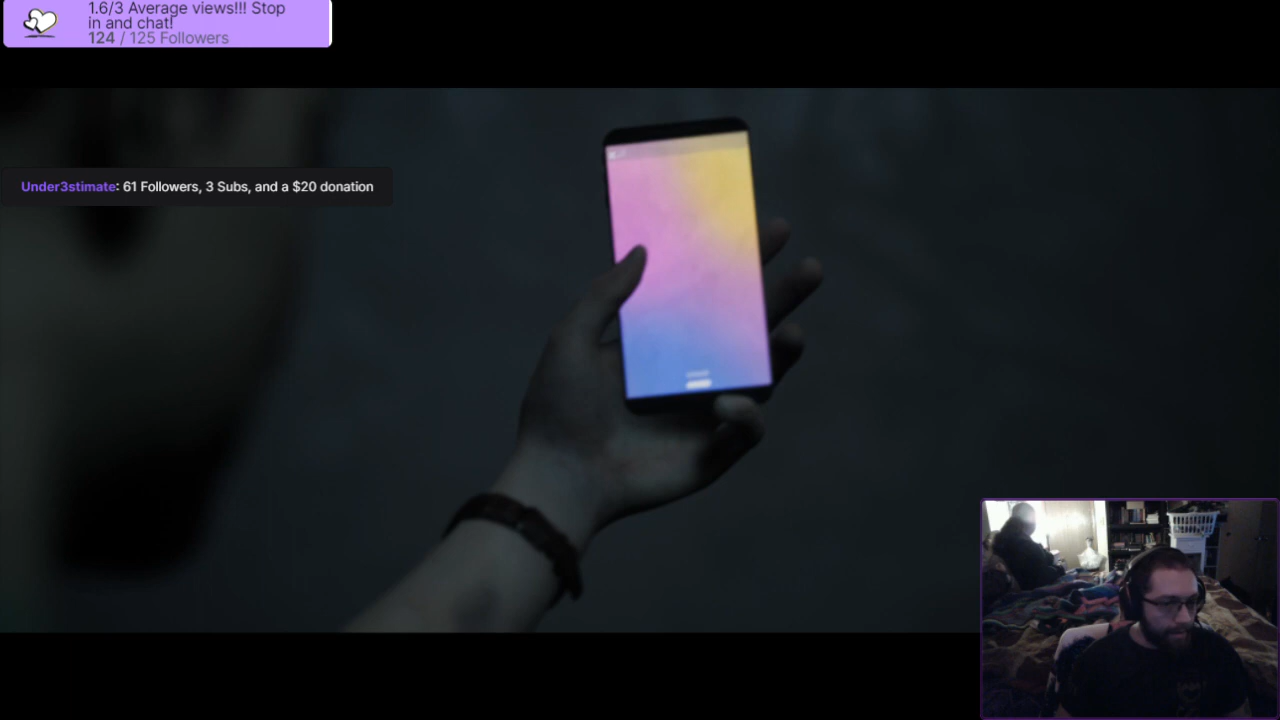 1.6/3 Average views!!! Stop
in and chat!
124 / 125 Followers
Under3stimate: 61 Followers, 3 Subs, and a $20 donation